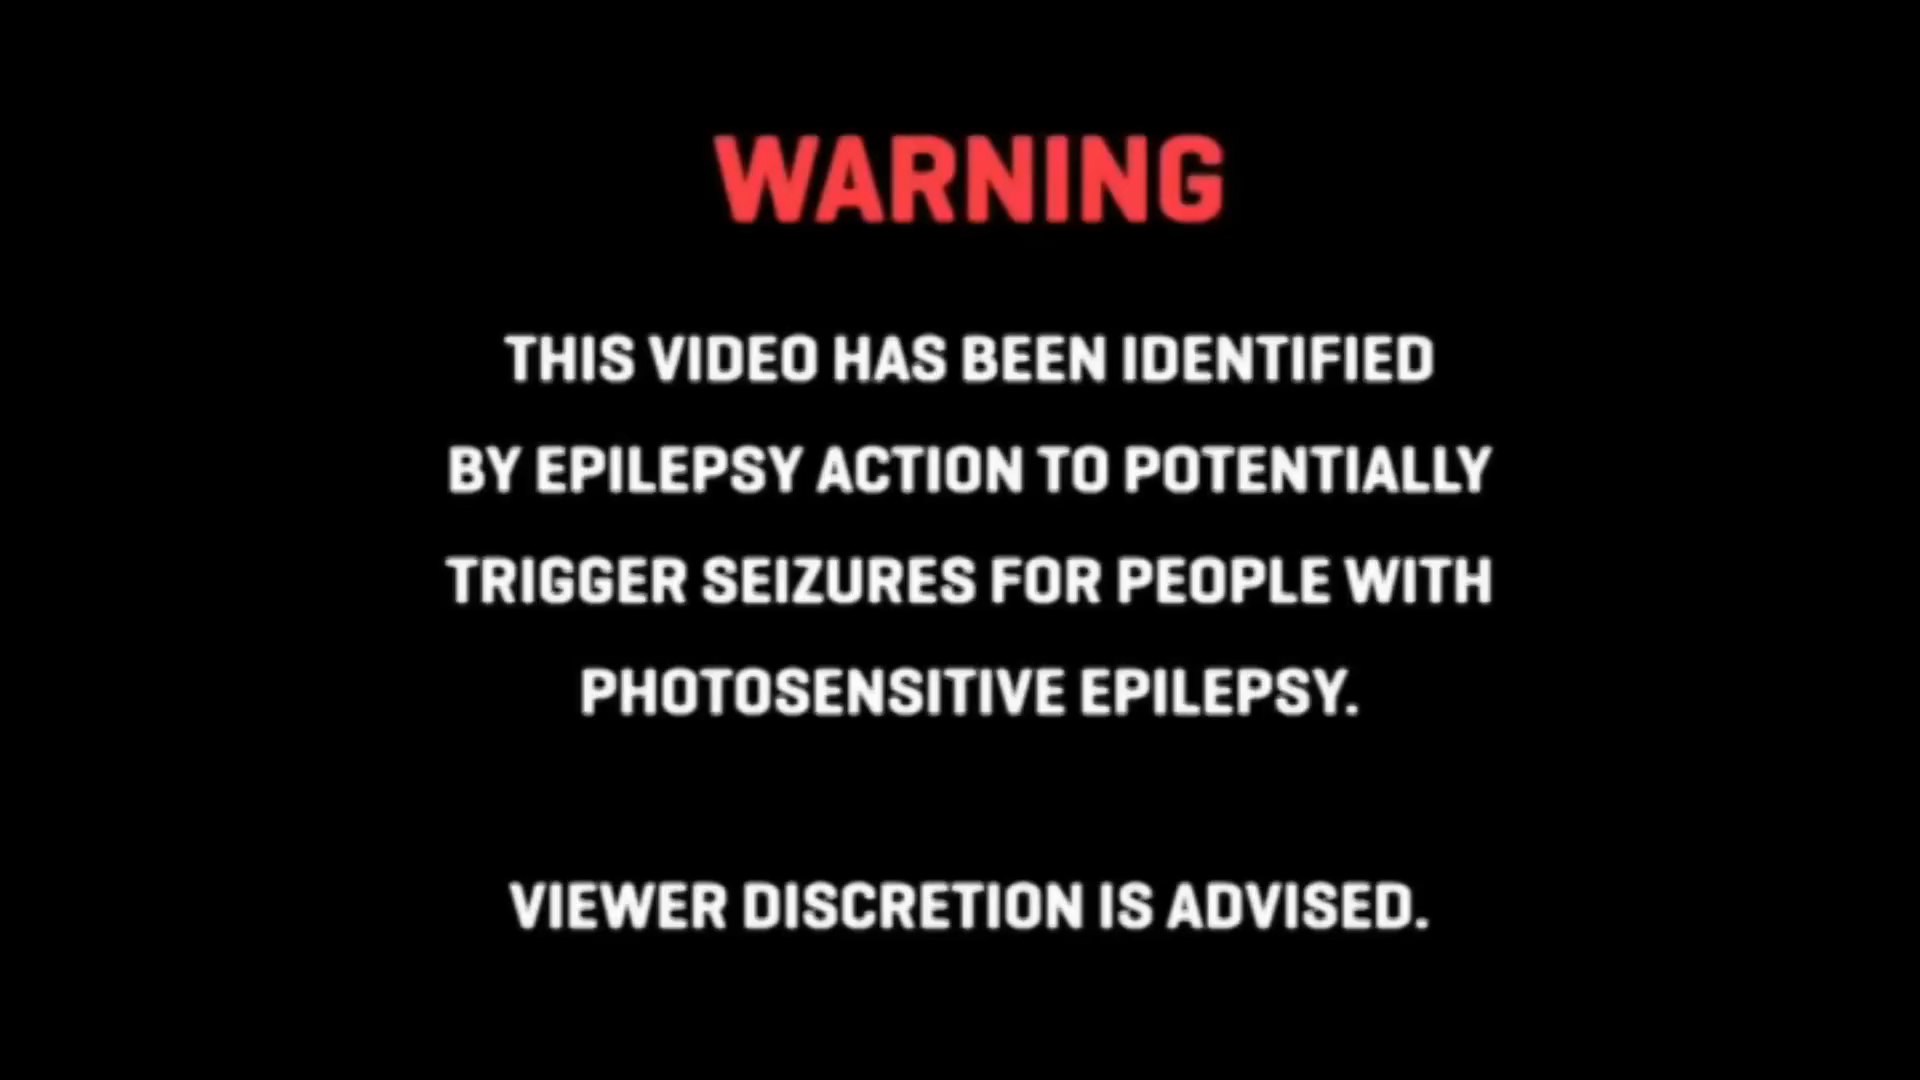 WARNING
THIS VIDEO HAS BEEN IDENTIFIED
BY EPILEPSY ACTION TO POTENTIALLY
TRIGGER SEIZURES FOR PEOPLE WITH
PHOTOSENSITIVE EPILEPSY.
VIEWER DISCRETION IS ADVISED.